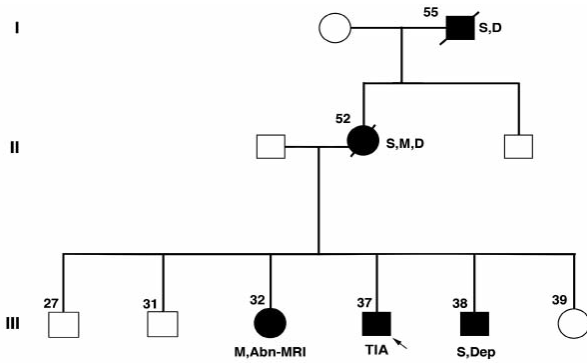 I
55
S,D
52
II
S,M,D
27
31
32
37
38
39
III
M,Abn-MRI
TIA
S,Dep